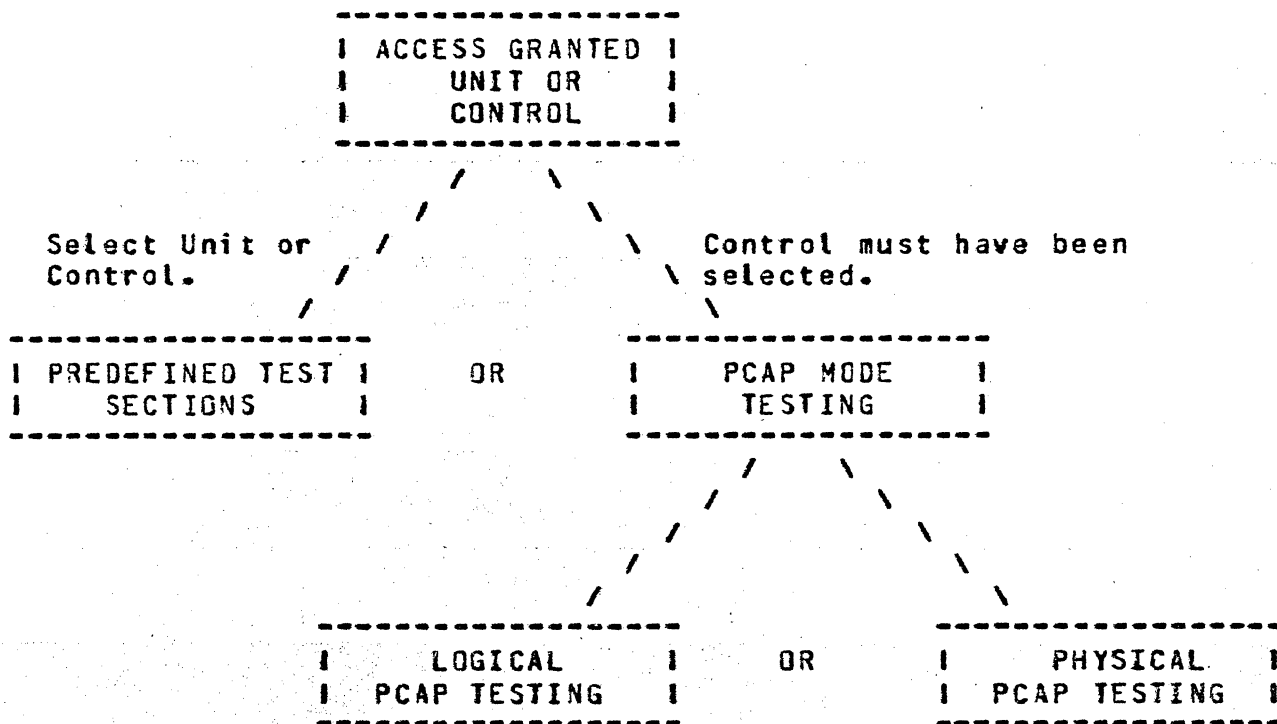 ACCESS GRANTED
UNIT OR
CONTROL
Select Unit or
Control.
Control must have been
selected.
PREDEFINED TEST
SECTIONS
OR
PCAP MODE
TESTING
LOGICAL
PCAP TESTING
OR
PHYSICAL
PCAP TESTING